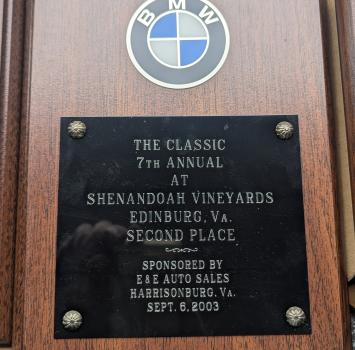 BMW
THE CLASSIC
7TH ANNUAL
AT
SHENANDOAH VINEYARDS
EDINBURG, VA.
SECOND PLACE
SPONSORED BY
E&E AUTO SALES
HARRISONBURG, VA.
SEPT. 6, 2003